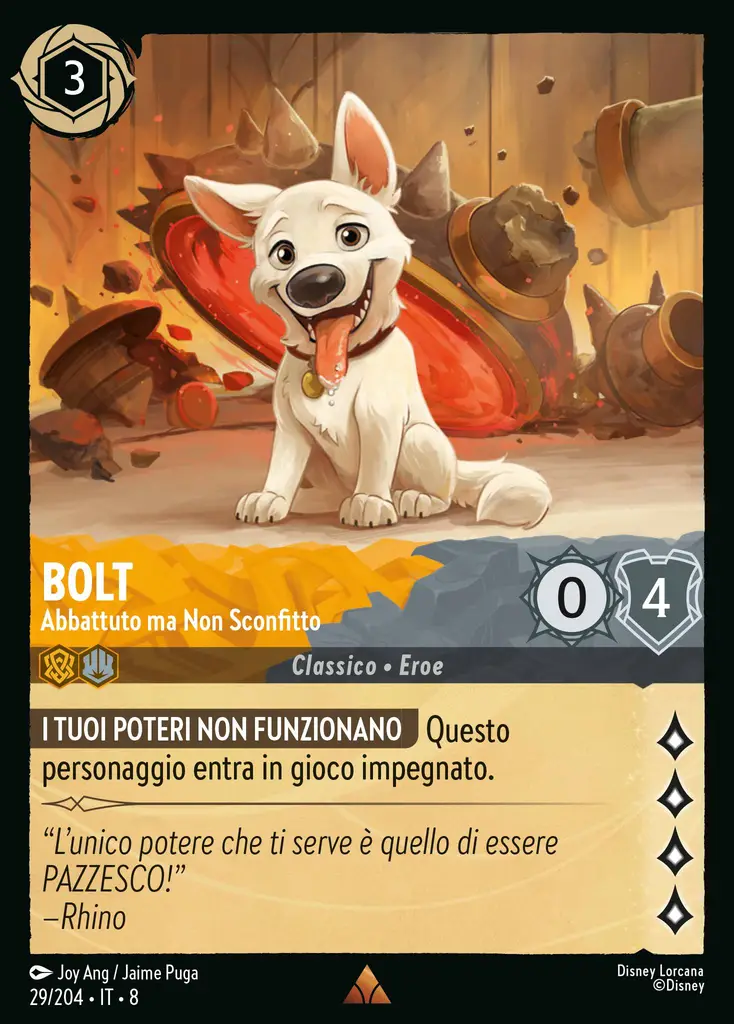 3
BOLT
Abbattuto ma Non Sconfitto
0
4
Classico • Eroe
I TUOI POTERI NON FUNZIONANO Questo
personaggio entra in gioco impegnato.
“L’unico potere che ti serve è quello di essere
PAZZESCO!”
–Rhino
Joy Ang / Jaime Puga
Disney Lorcana
29/204 • IT • 8
©Disney